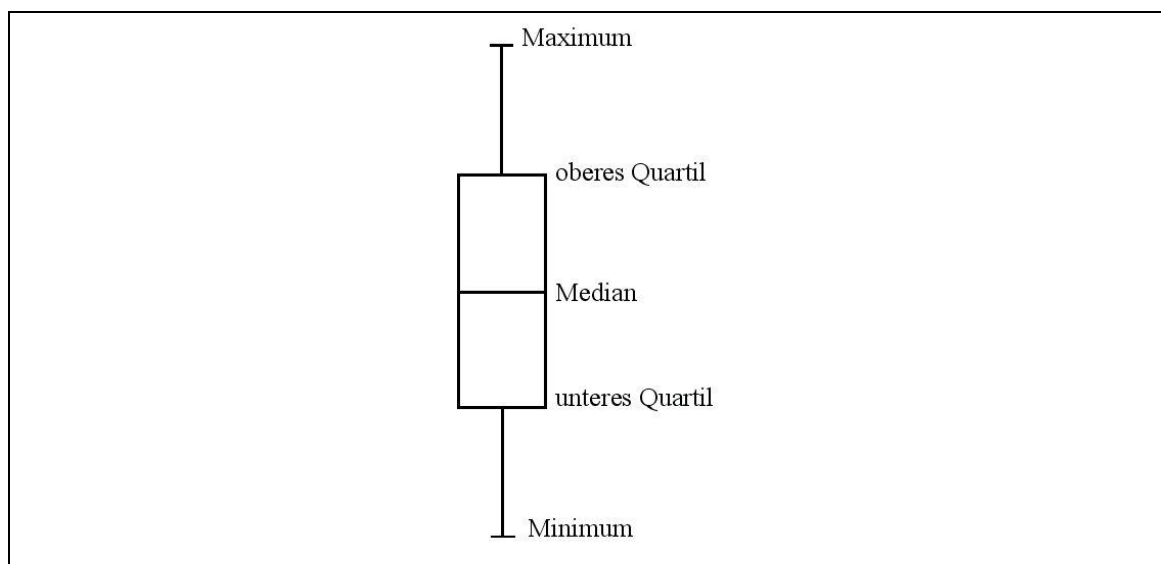 Maximum
oberes Quartil
Median
unteres Quartil
Minimum